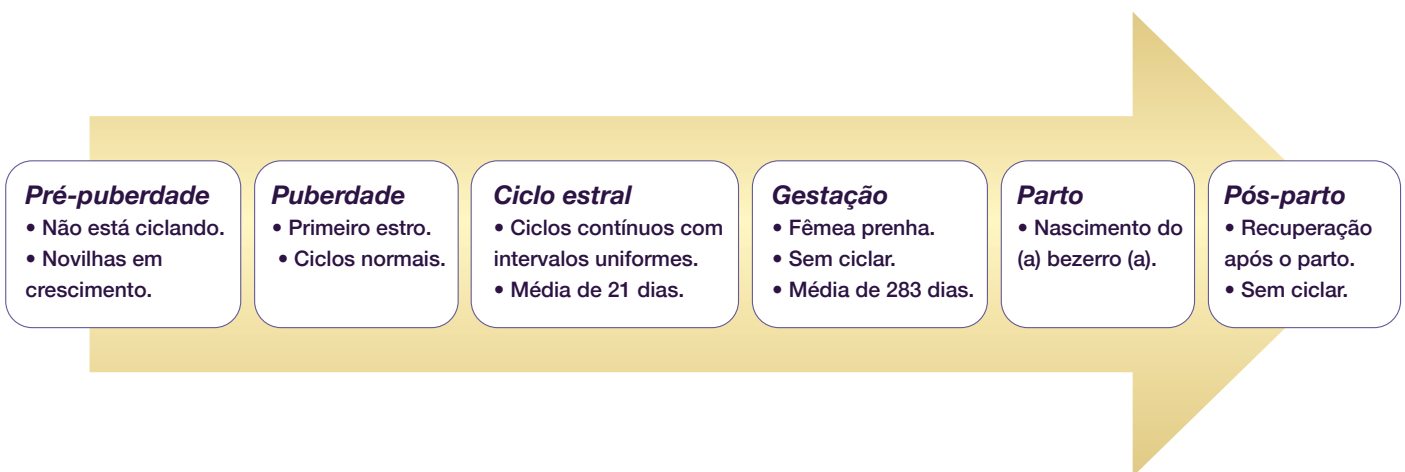 Pré-puberdade
• Não está ciclando.
• Novilhas em
crescimento.
Puberdade
• Primeiro estro.
• Ciclos normais.
Ciclo estral
• Ciclos contínuos com
intervalos uniformes.
• Média de 21 dias.
Gestação
• Fêmea prenha.
• Sem ciclar.
• Média de 283 dias.
Parto
• Nascimento do
(a) bezerro (a).
Pós-parto
• Recuperação
após o parto.
• Sem ciclar.